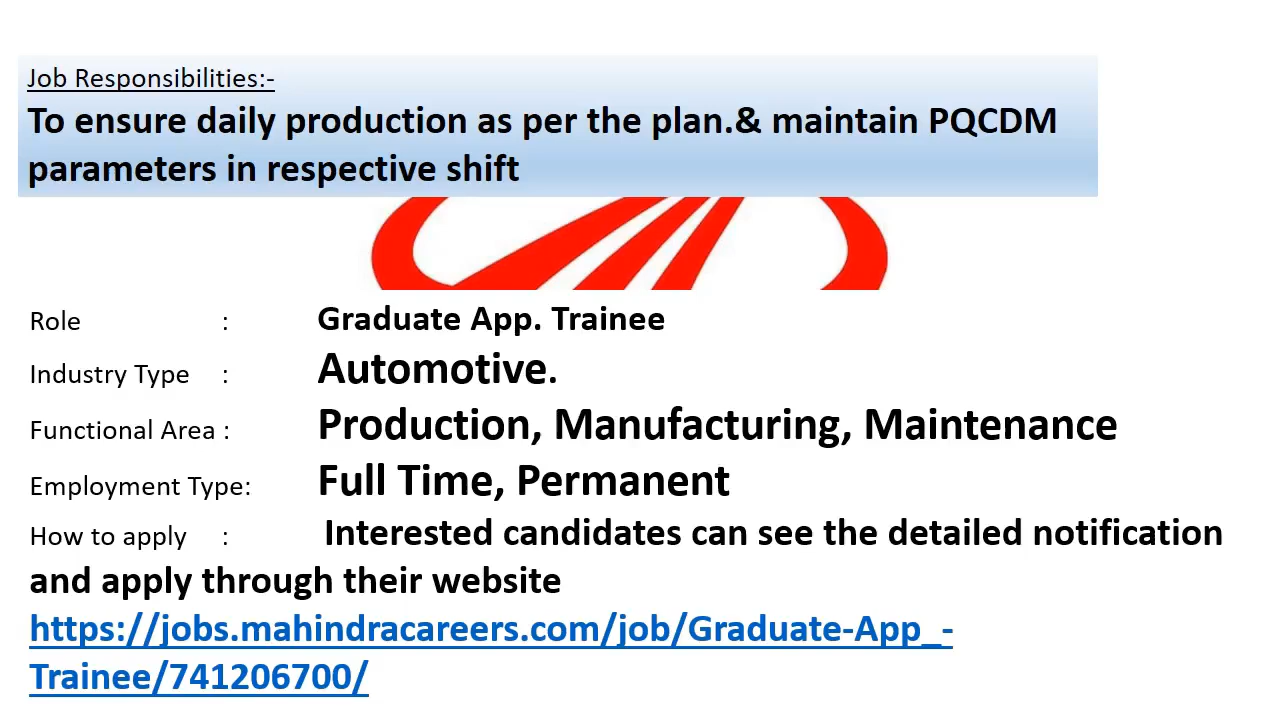 Job Responsibilities:-
To ensure daily production as per the plan.& maintain PQCDM
parameters in respective shift
Role : Graduate App. Trainee
Industry Type : Automotive.
Functional Area : Production, Manufacturing, Maintenance
Employment Type: Full Time, Permanent
How to apply : Interested candidates can see the detailed notification
and apply through their website
https://jobs.mahindracareers.com/job/Graduate-App_-
Trainee/741206700/